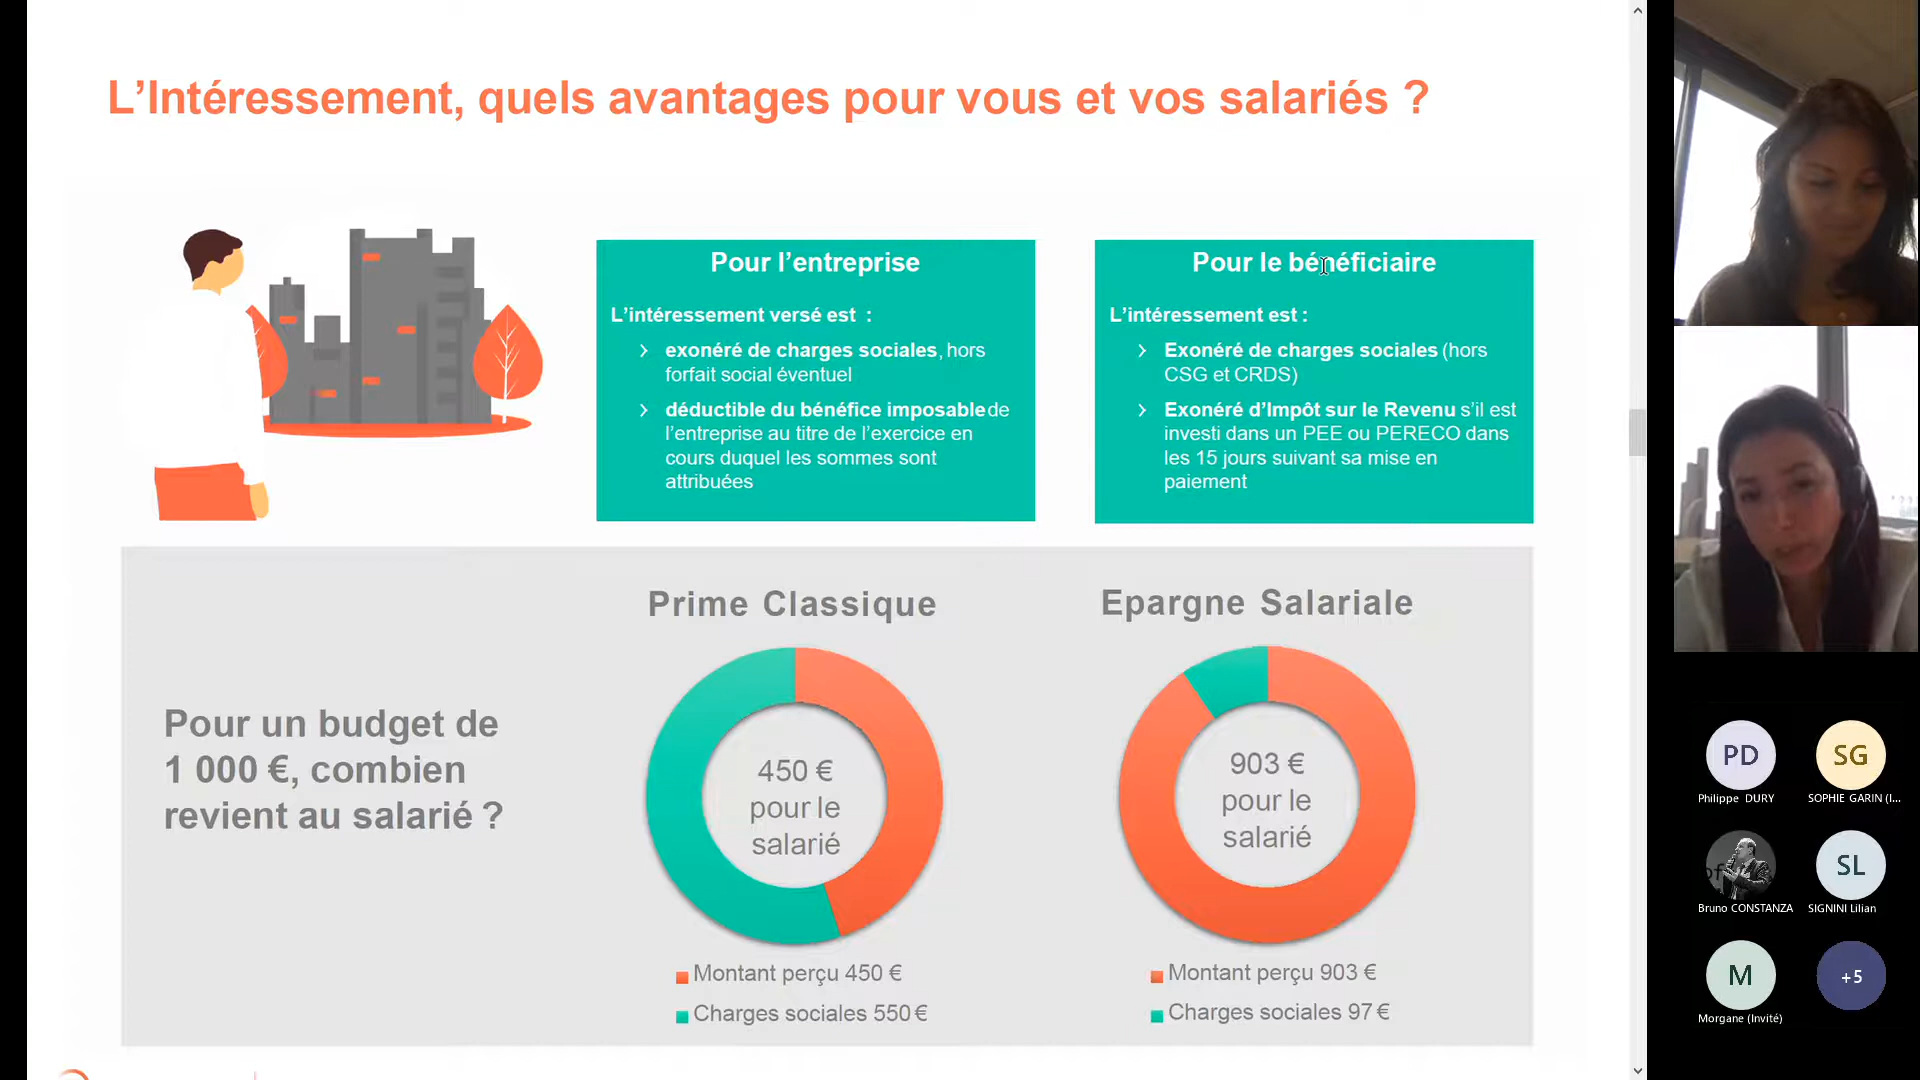 L'Intéressement, quels avantages pour vous et vos salariés ?
Pour l'entreprise
L'intéressement versé est :
exonéré de charges sociales, hors
forfait social éventuel
déductible du bénéfice imposable de
l'entreprise au titre de l'exercice en
cours duquel les sommes sont
attribuées
Pour le bénéficiaire
L'intéressement est :
Exonéré de charges sociales (hors
CSG et CRDS)
Exonéré d'Impôt sur le Revenu s'il est
investi dans un PEE ou PERECO dans
les 15 jours suivant sa mise en
paiement
Pour un budget de
1 000 €, combien
revient au salarié ?
Prime Classique
450 €
pour le
salarié
Montant perçu 450 €
Charges sociales 550 €
Epargne Salariale
903 €
pour le
salarié
Montant perçu 903 €
Charges sociales 97 €
PD
Philippe DURY
SG
SOPHIE GARIN (I...
Bruno CONSTANZA
SL
SIGNINI Lilian
M
Morgane (Invité)
+5